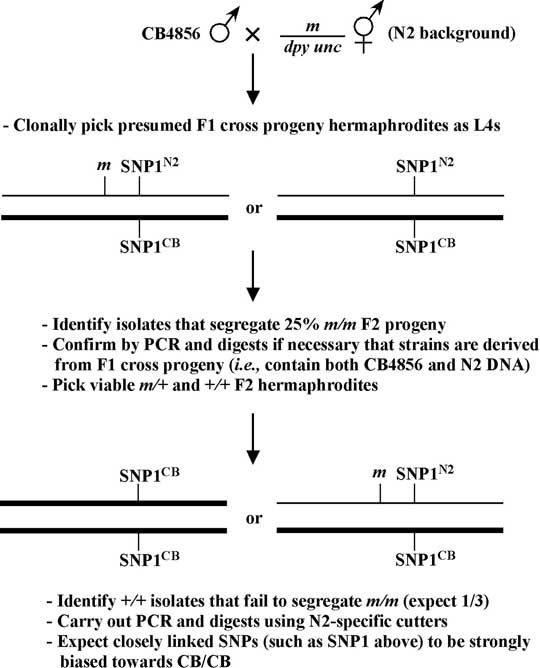 CB4856 ♂ × m / dpy unc ⚥ (N2 background)
- Clonally pick presumed F1 cross progeny hermaphrodites as L4s
m SNP1N2 SNP1N2
or
SNP1CB SNP1CB
- Identify isolates that segregate 25% m/m F2 progeny
- Confirm by PCR and digests if necessary that strains are derived
from F1 cross progeny (i.e., contain both CB4856 and N2 DNA)
- Pick viable m/+ and +/+ F2 hermaphrodites
SNP1CB m SNP1N2
or
SNP1CB SNP1CB
- Identify +/+ isolates that fail to segregate m/m (expect 1/3)
- Carry out PCR and digests using N2-specific cutters
- Expect closely linked SNPs (such as SNP1 above) to be strongly
biased towards CB/CB